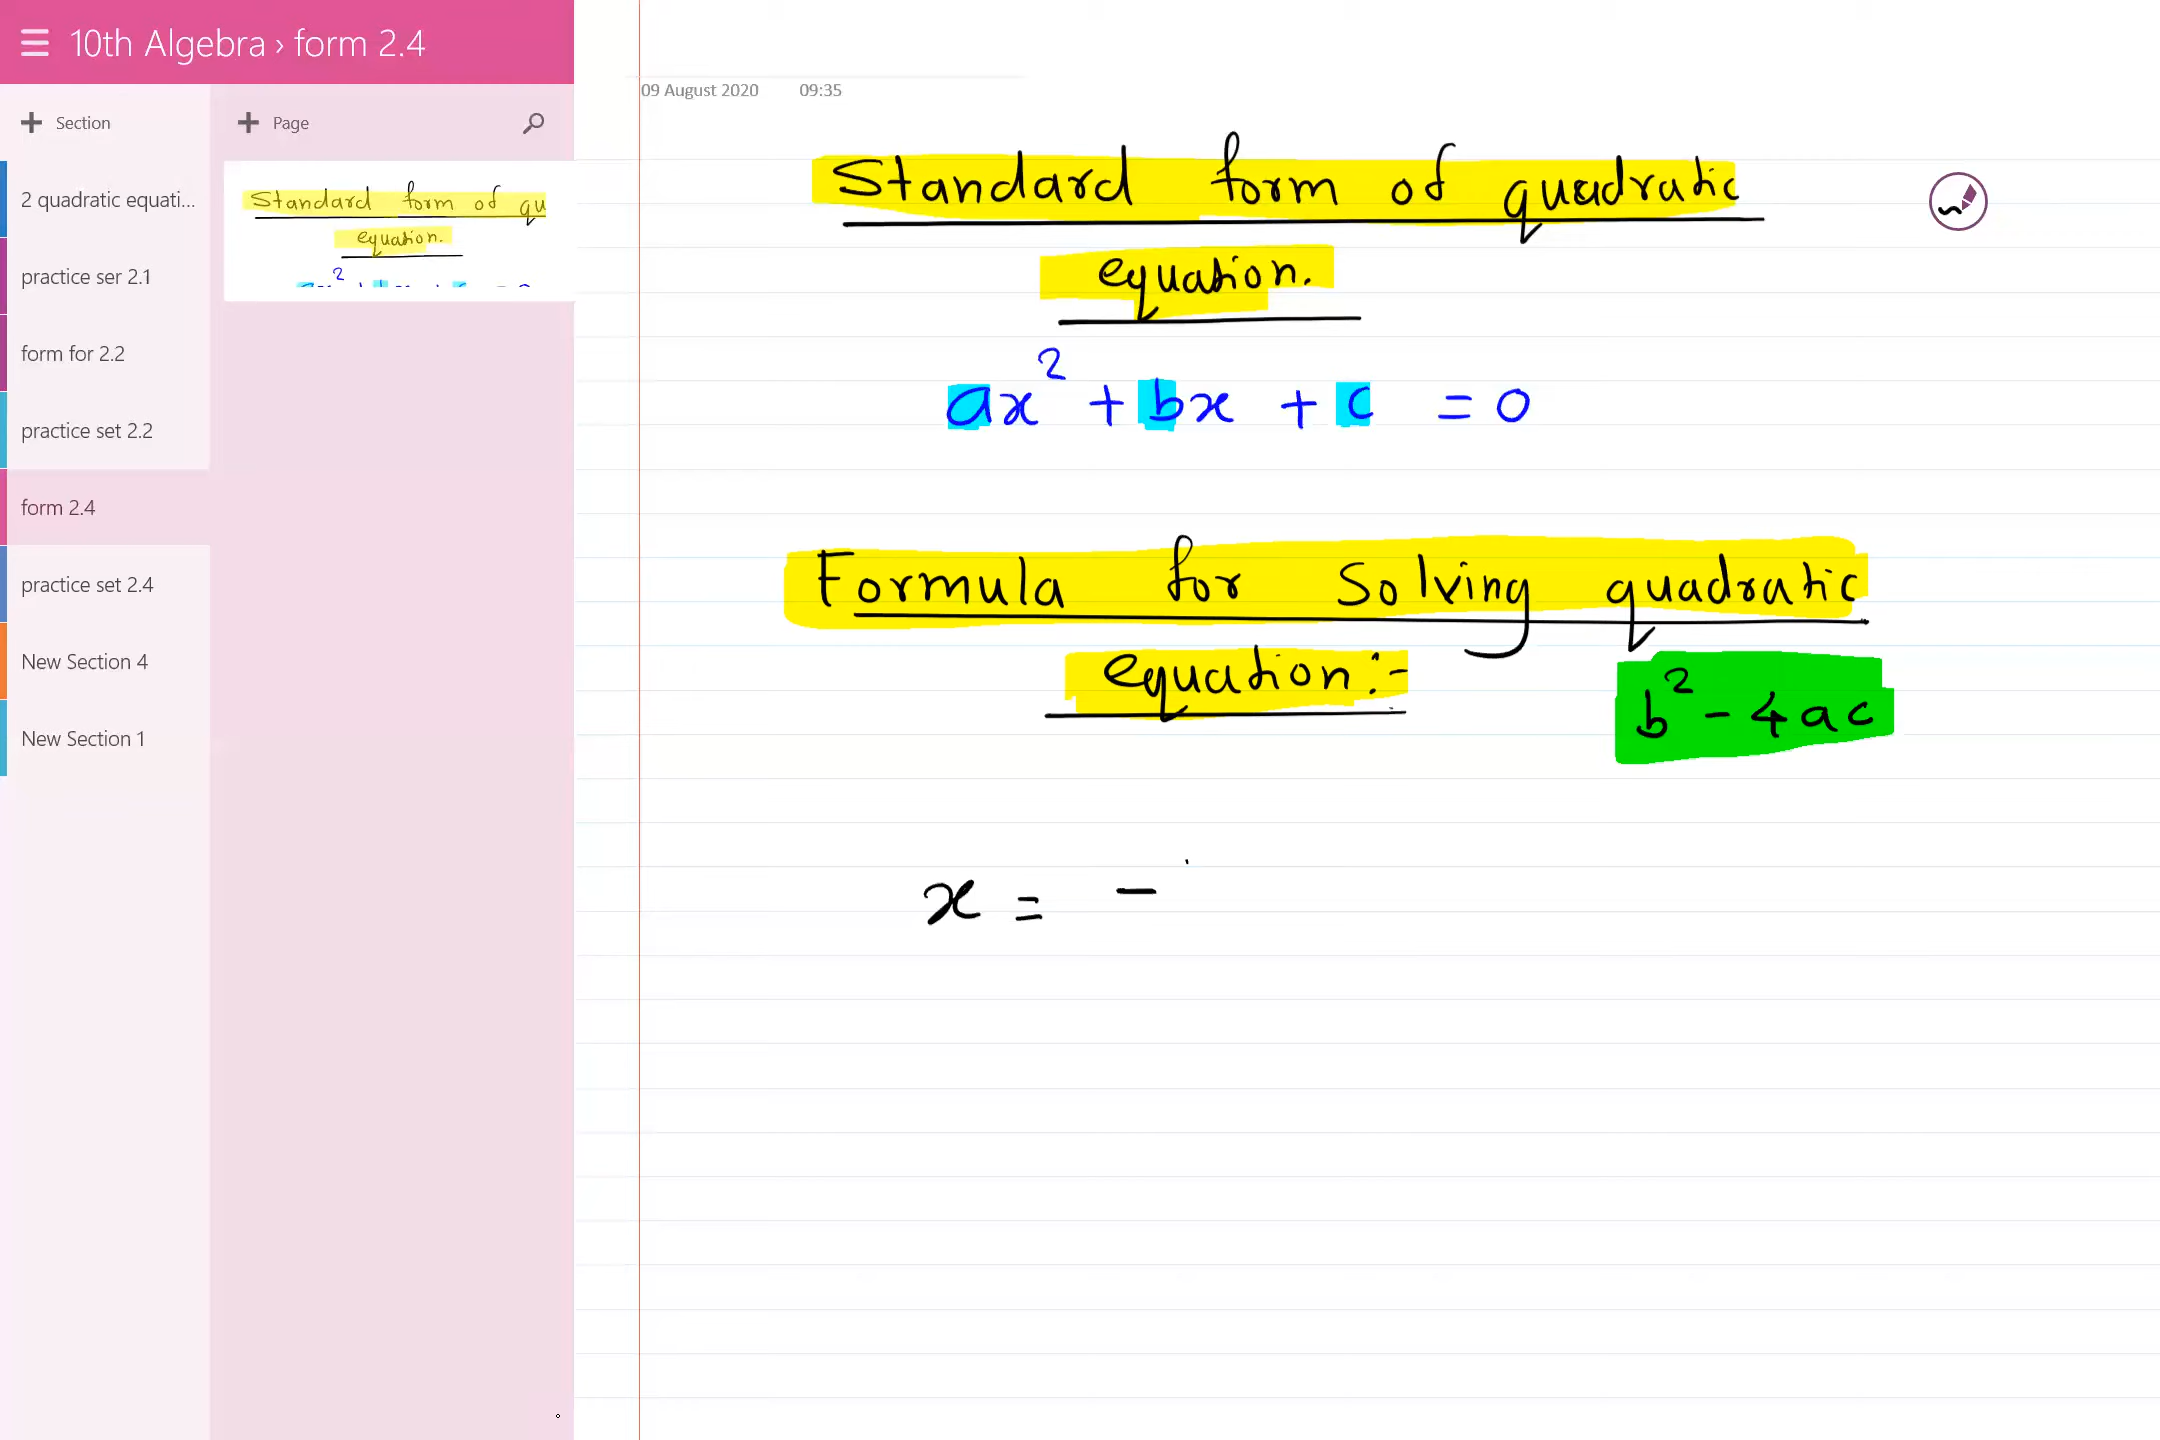 10th Algebra › form 2.4
+ Section
+ Page
2 quadratic equati...
practice ser 2.1
form for 2.2
practice set 2.2
form 2.4
practice set 2.4
New Section 4
New Section 1
Standard form of qu
equation.
09 August 2020 09:35
Standard form of quadratic
equation.
ax² + bx + c = 0
Formula for solving quadratic
equation :-
b² - 4ac
x = -